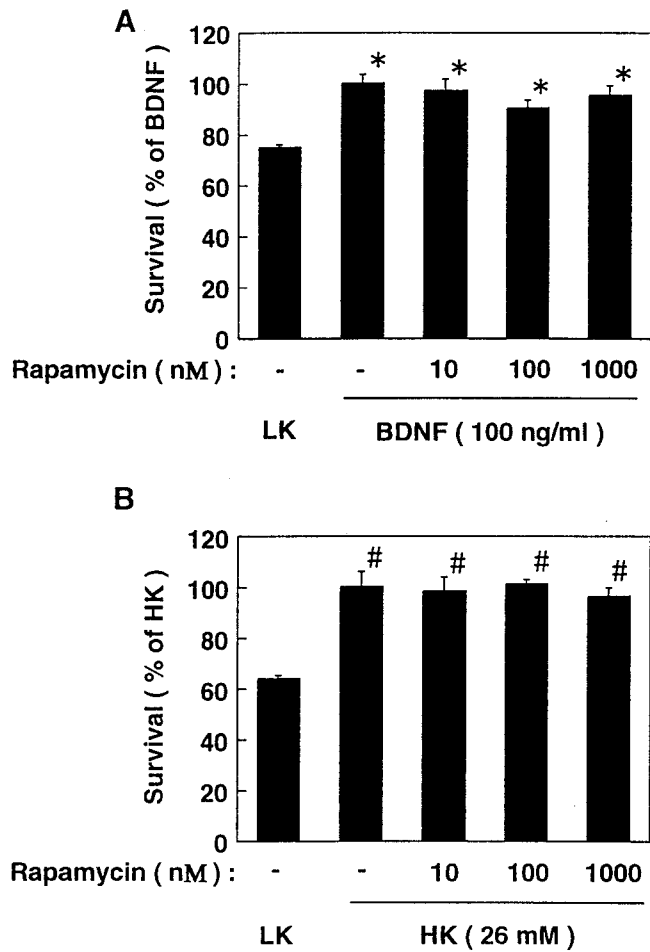 A
Survival ( % of BDNF )
120
100
80
60
40
20
0
* * * *
Rapamycin ( nM ) : - - 10 100 1000
LK BDNF ( 100 ng/ml )
B
Survival ( % of HK )
120
100
80
60
40
20
0
# # # #
Rapamycin ( nM ) : - - 10 100 1000
LK HK ( 26 mM )